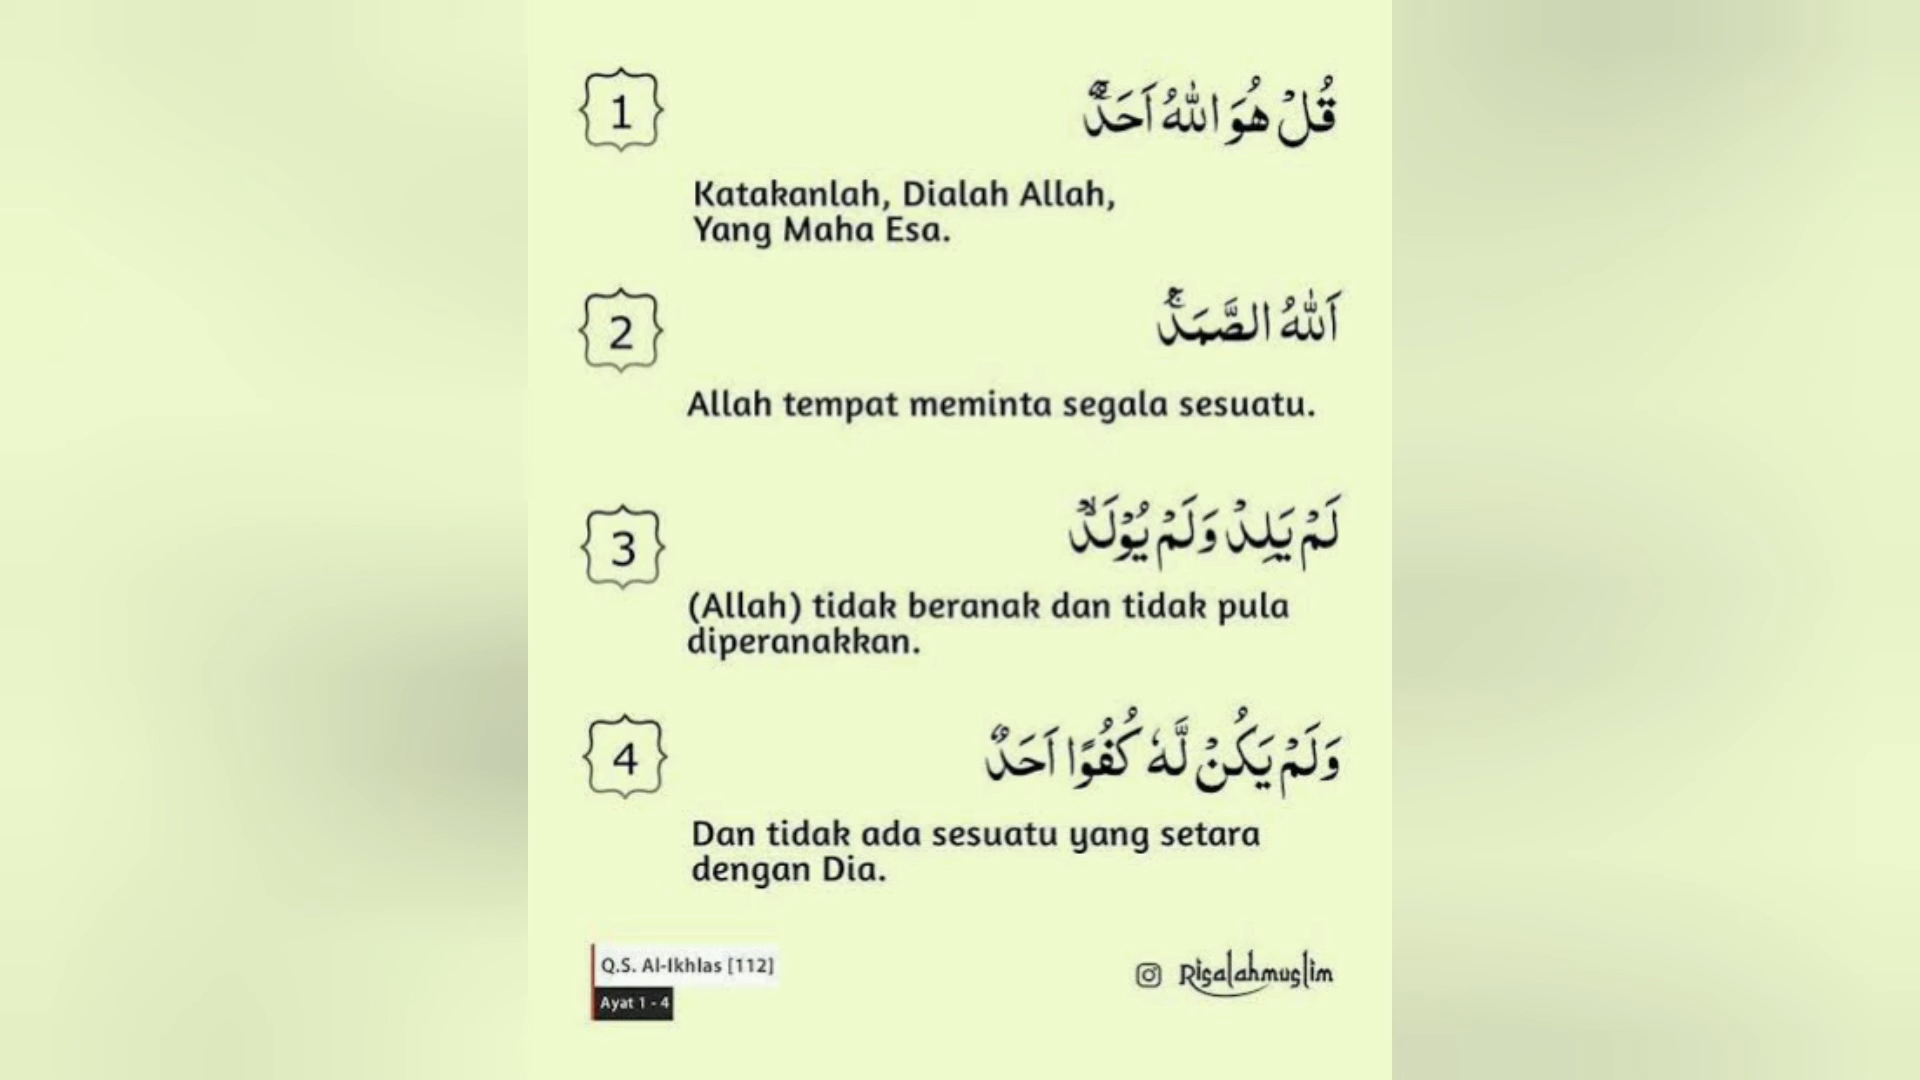 1
قُلْ هُوَ اللّٰهُ اَحَدٌۚ
Katakanlah, Dialah Allah,
Yang Maha Esa.
2
اَللّٰهُ الصَّمَدُۚ
Allah tempat meminta segala sesuatu.
3
لَمْ يَلِدْ وَلَمْ يُوْلَدْۙ
(Allah) tidak beranak dan tidak pula
diperanakkan.
4
وَلَمْ يَكُنْ لَّهٗ كُفُوًا اَحَدٌ
Dan tidak ada sesuatu yang setara
dengan Dia.
Q.S. Al-Ikhlas [112]
Ayat 1 - 4
Risalahmuslim